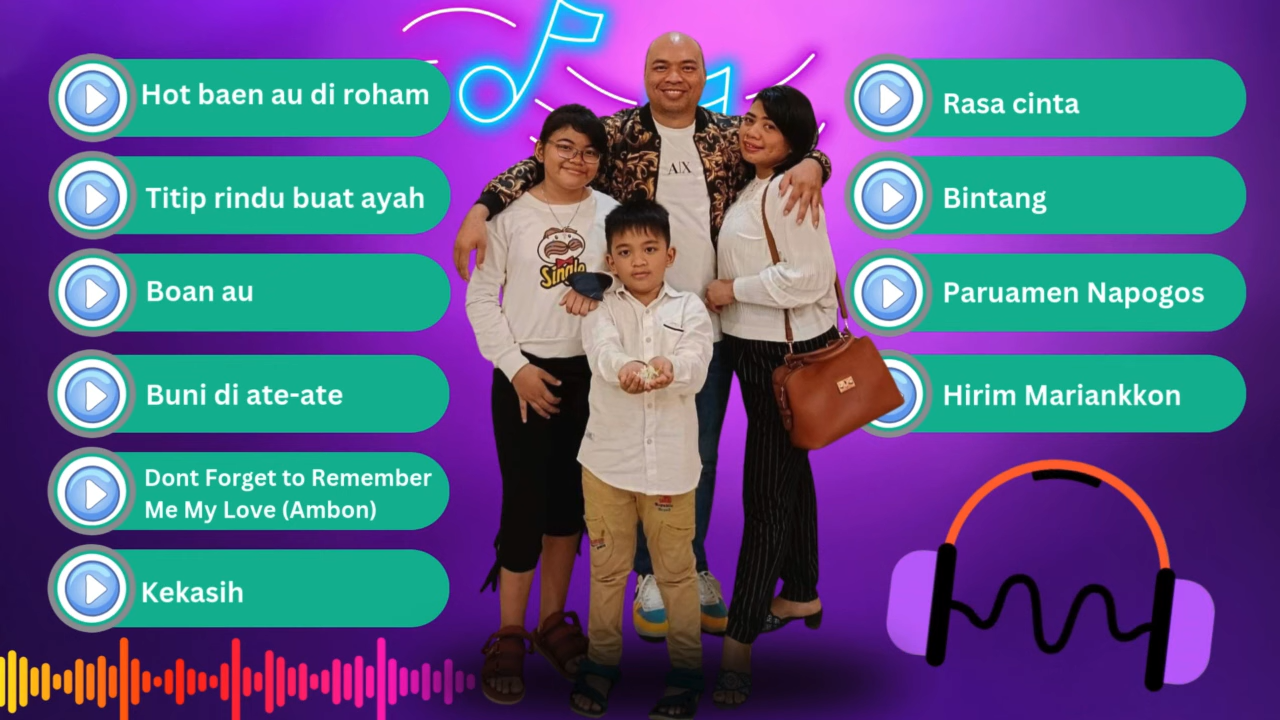 Hot baen au di roham
Titip rindu buat ayah
Boan au
Buni di ate-ate
Dont Forget to Remember
Me My Love (Ambon)
Kekasih
A|X
Single
Rasa cinta
Bintang
Paruamen Napogos
Hirim Mariankkon